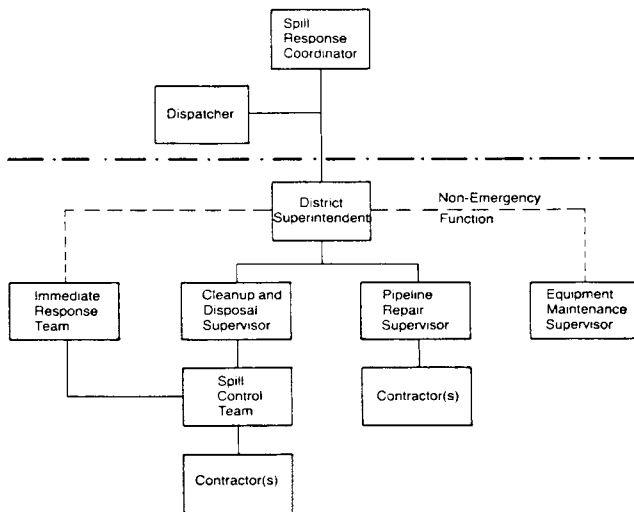 Spill
Response
Coordinator
Dispatcher
District
Superintendent
Non-Emergency
Function
Immediate
Response
Team
Cleanup and
Disposal
Supervisor
Pipeline
Repair
Supervisor
Equipment
Maintenance
Supervisor
Spill
Control
Team
Contractor(s)
Contractor(s)